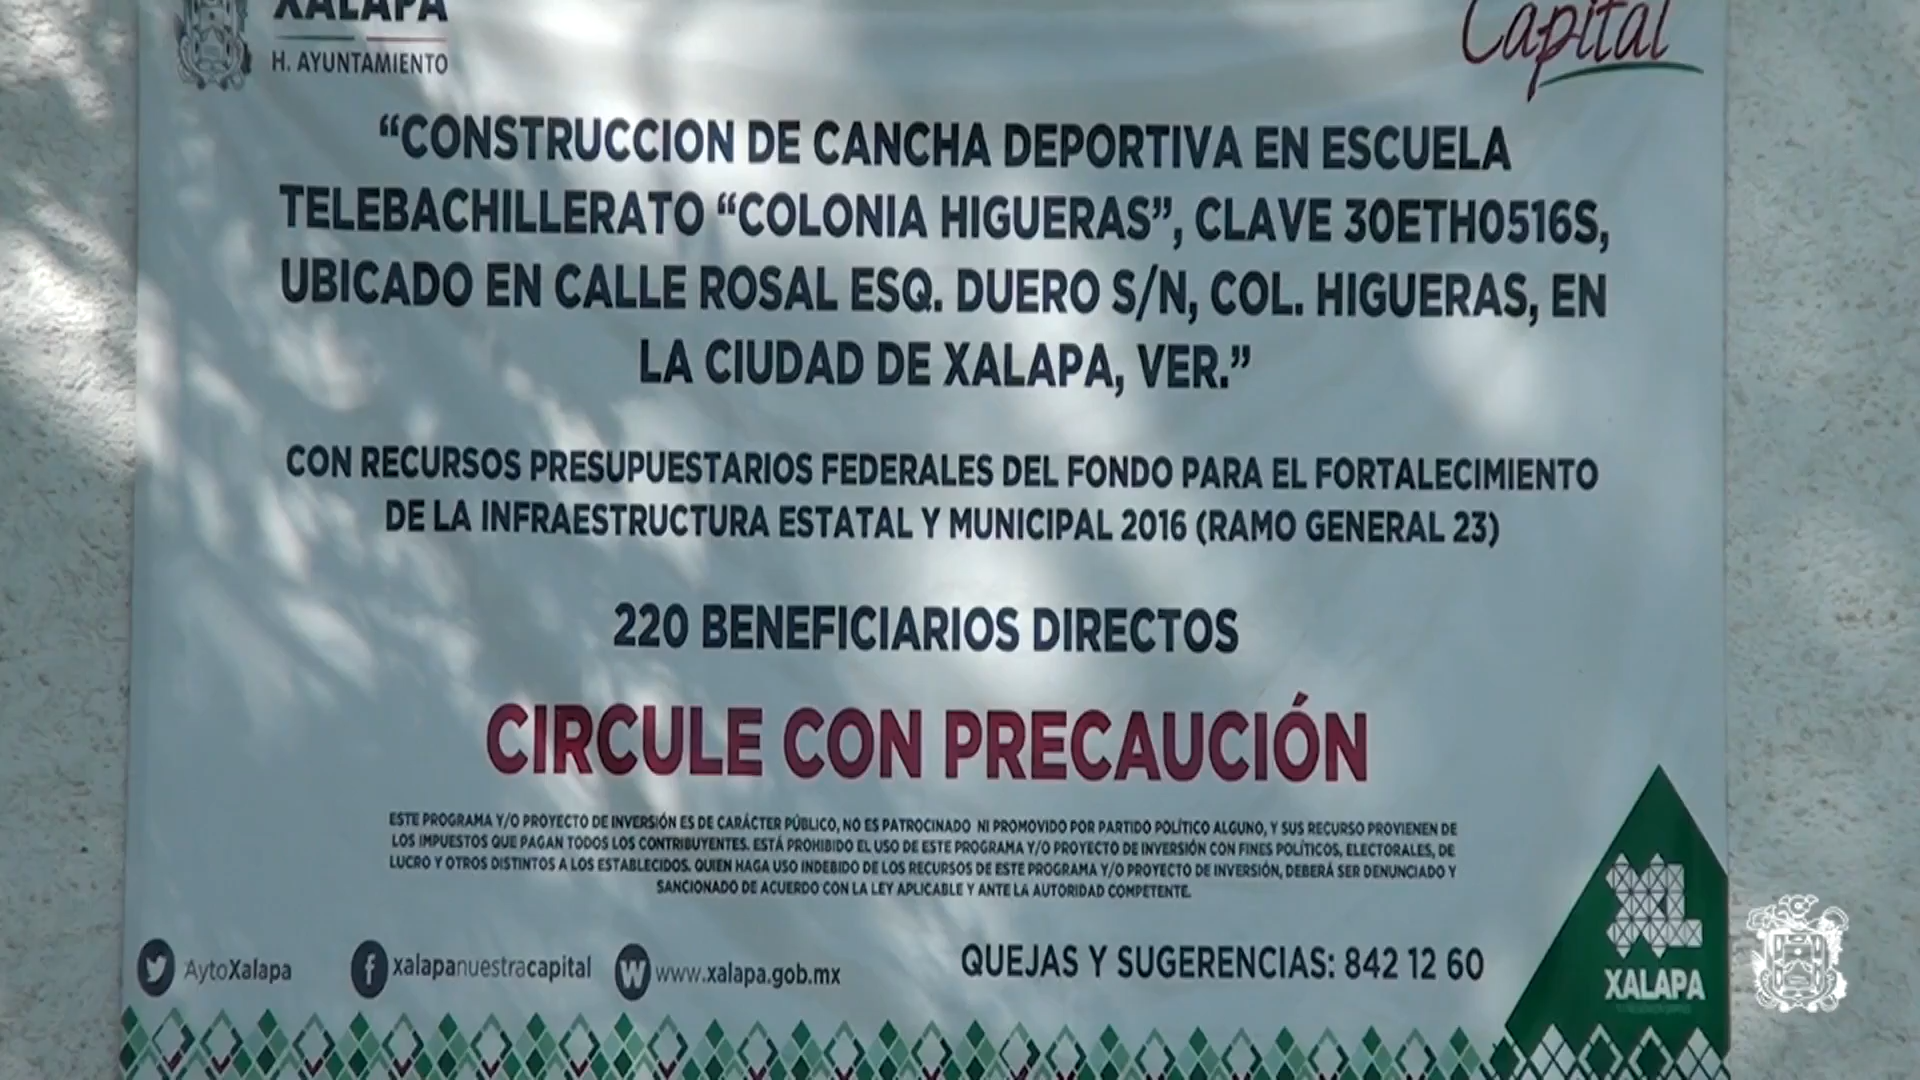 XALAPA
H. AYUNTAMIENTO
Capital
“CONSTRUCCION DE CANCHA DEPORTIVA EN ESCUELA
TELEBACHILLERATO “COLONIA HIGUERAS”, CLAVE 30ETH0516S,
UBICADO EN CALLE ROSAL ESQ. DUERO S/N, COL. HIGUERAS, EN
LA CIUDAD DE XALAPA, VER.”
CON RECURSOS PRESUPUESTARIOS FEDERALES DEL FONDO PARA EL FORTALECIMIENTO
DE LA INFRAESTRUCTURA ESTATAL Y MUNICIPAL 2016 (RAMO GENERAL 23)
220 BENEFICIARIOS DIRECTOS
CIRCULE CON PRECAUCIÓN
ESTE PROGRAMA Y/O PROYECTO DE INVERSIÓN ES DE CARÁCTER PÚBLICO, NO ES PATROCINADO NI PROMOVIDO POR PARTIDO POLÍTICO ALGUNO, Y SUS RECURSO PROVIENEN DE
LOS IMPUESTOS QUE PAGAN TODOS LOS CONTRIBUYENTES. ESTÁ PROHIBIDO EL USO DE ESTE PROGRAMA Y/O PROYECTO DE INVERSIÓN CON FINES POLÍTICOS, ELECTORALES, DE
LUCRO Y OTROS DISTINTOS A LOS ESTABLECIDOS. QUIEN HAGA USO INDEBIDO DE LOS RECURSOS DE ESTE PROGRAMA Y/O PROYECTO DE INVERSIÓN, DEBERÁ SER DENUNCIADO Y
SANCIONADO DE ACUERDO CON LA LEY APLICABLE Y ANTE LA AUTORIDAD COMPETENTE.
AytoXalapa
xalapanuestracapital
www.xalapa.gob.mx
QUEJAS Y SUGERENCIAS: 842 12 60
XL
XALAPA